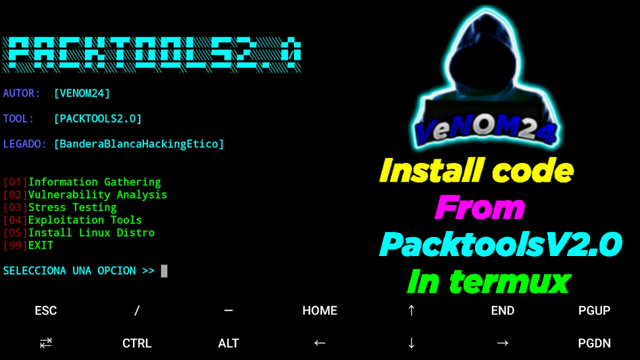 PACKTOOLS2.0
AUTOR: [VENOM24]
TOOL: [PACKTOOLS2.0]
LEGADO: [BanderaBlancaHackingEtico]
[01]Information Gathering
[02]Vulnerability Analysis
[03]Stress Testing
[04]Exploitation Tools
[05]Install Linux Distro
[99]EXIT
SELECCIONA UNA OPCION >>
VeNOM24
Install code
From
PacktoolsV2.0
In termux
ESC / — HOME ↑ END PGUP
⇄ CTRL ALT ← ↓ → PGDN